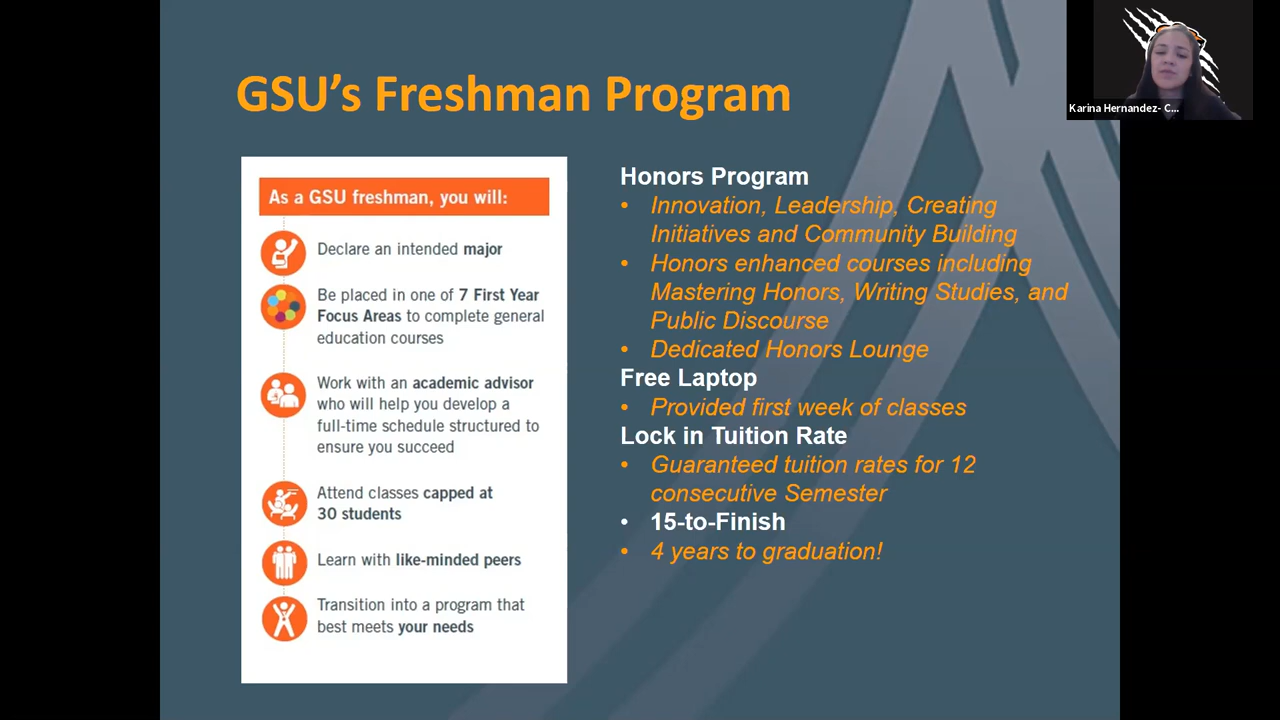 GSU's Freshman Program
Karina Hernandez- C...
As a GSU freshman, you will:
Declare an intended major
Be placed in one of 7 First Year
Focus Areas to complete general
education courses
Work with an academic advisor
who will help you develop a
full-time schedule structured to
ensure you succeed
Attend classes capped at
30 students
Learn with like-minded peers
Transition into a program that
best meets your needs
Honors Program
• Innovation, Leadership, Creating
Initiatives and Community Building
• Honors enhanced courses including
Mastering Honors, Writing Studies, and
Public Discourse
• Dedicated Honors Lounge
Free Laptop
• Provided first week of classes
Lock in Tuition Rate
• Guaranteed tuition rates for 12
consecutive Semester
• 15-to-Finish
• 4 years to graduation!